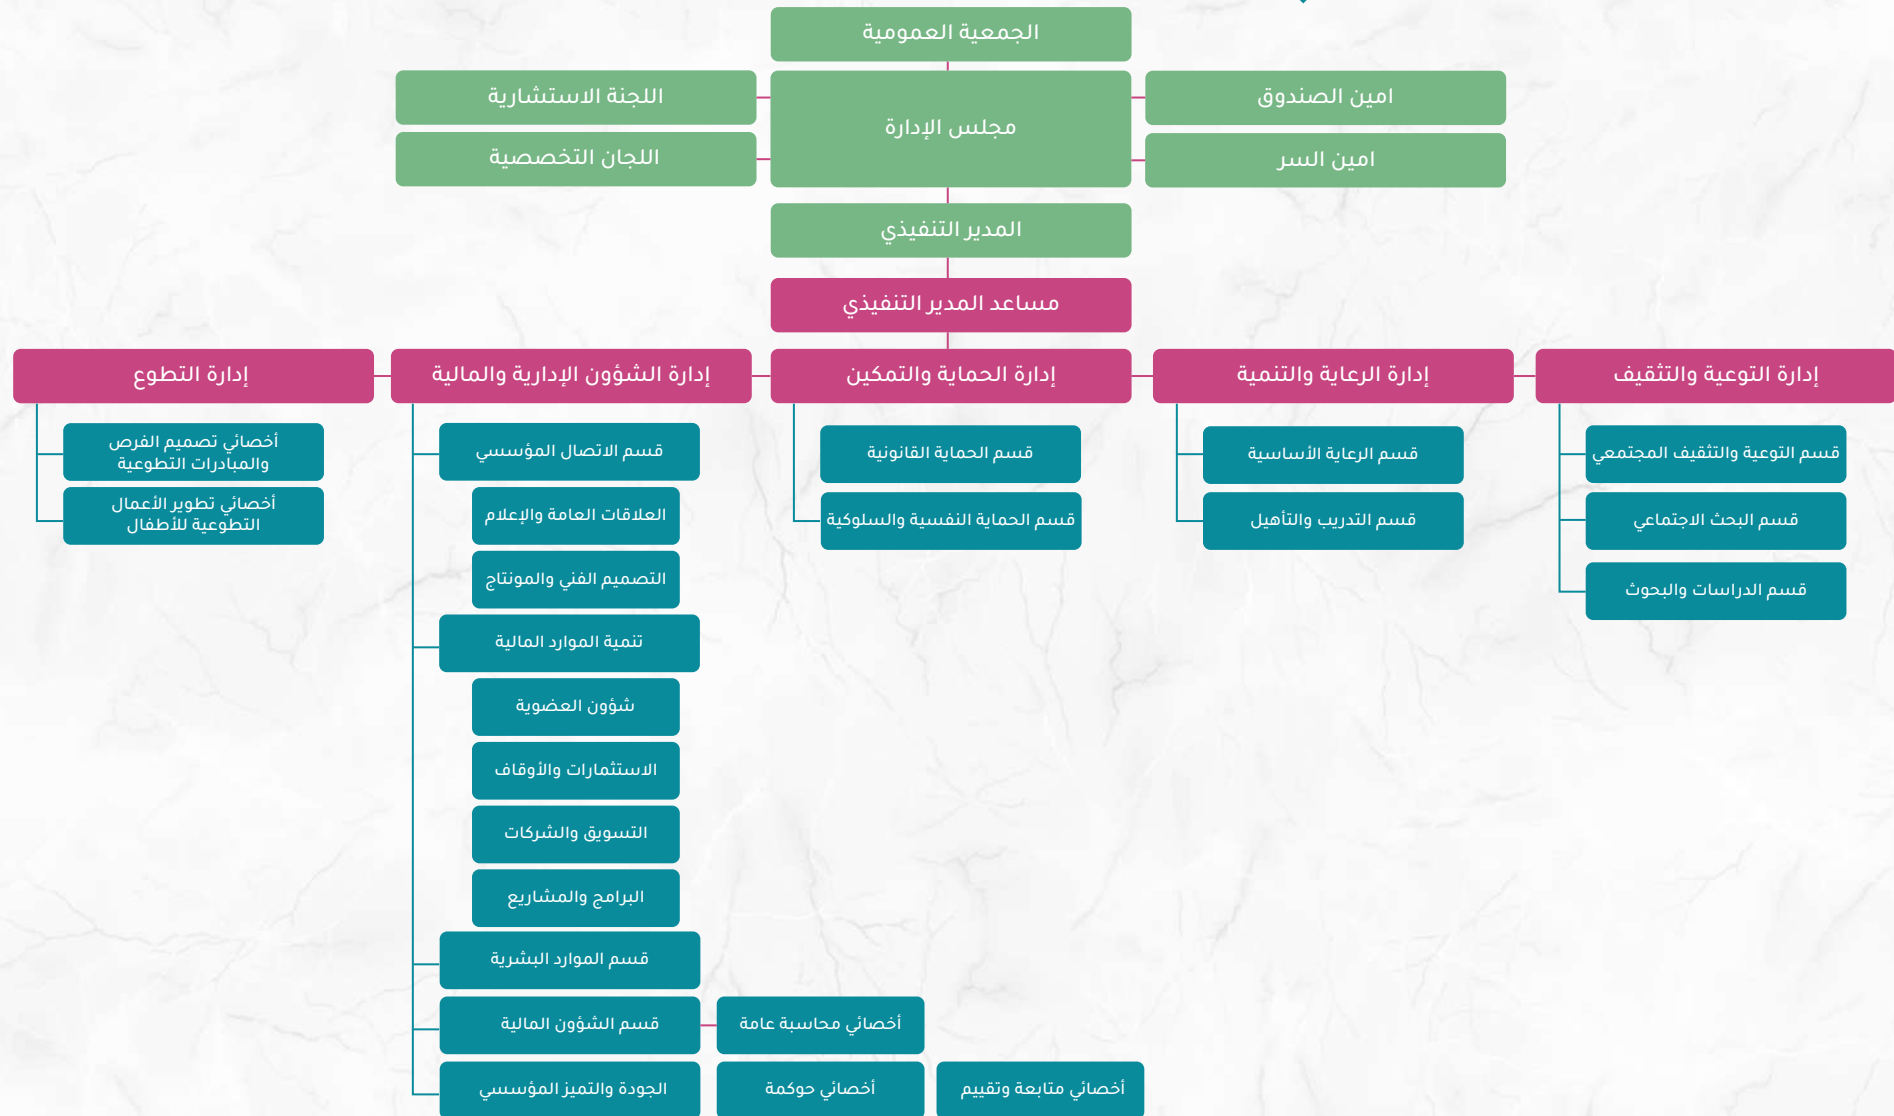 الجمعية العمومية
امين الصندوق
مجلس الإدارة
اللجنة الاستشارية
امين السر
اللجان التخصصية
المدير التنفيذي
مساعد المدير التنفيذي
إدارة التوعية والتثقيف
إدارة الرعاية والتنمية
إدارة الحماية والتمكين
إدارة الشؤون الإدارية والمالية
إدارة التطوع
قسم التوعية والتثقيف المجتمعي
قسم البحث الاجتماعي
قسم الدراسات والبحوث
قسم الرعاية الأساسية
قسم التدريب والتأهيل
قسم الحماية القانونية
قسم الحماية النفسية والسلوكية
قسم الاتصال المؤسسي
العلاقات العامة والإعلام
التصميم الفني والمونتاج
تنمية الموارد المالية
شؤون العضوية
الاستثمارات والأوقاف
التسويق والشركات
البرامج والمشاريع
قسم الموارد البشرية
قسم الشؤون المالية
أخصائي محاسبة عامة
الجودة والتميز المؤسسي
أخصائي حوكمة
أخصائي متابعة وتقييم
أخصائي تصميم الفرص
والمبادرات التطوعية
أخصائي تطوير الأعمال
التطوعية للأطفال